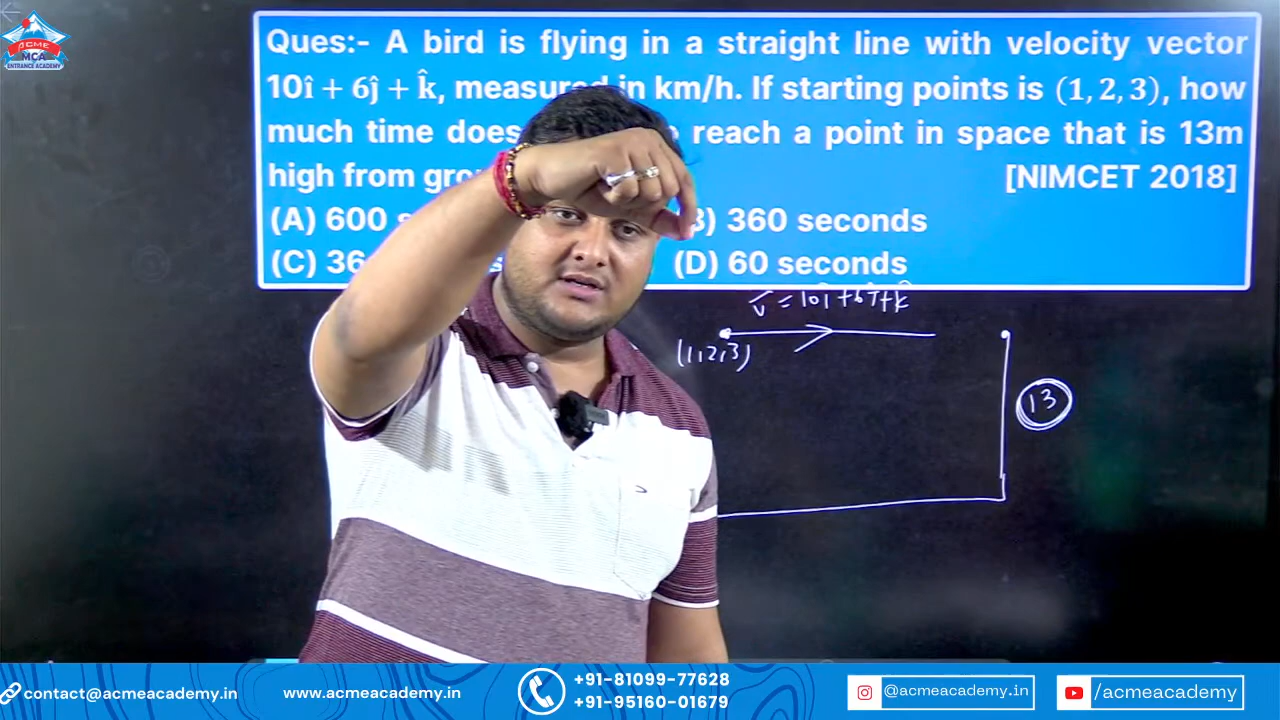 ACME
MCA
ENTRANCE ACADEMY
Ques:- A bird is flying in a straight line with velocity vector
10î + 6ĵ + k̂, measured in km/h. If starting points is (1, 2, 3), how
much time does reach a point in space that is 13m
high from [NIMCET 2018]
(A) 600 360 seconds
(C) (D) 60 seconds
v̄ = 10î + 6ĵ + k̂
(1,2,3)
13
contact@acmeacademy.in www.acmeacademy.in +91-81099-77628
+91-95160-01679
@acmeacademy.in /acmeacademy